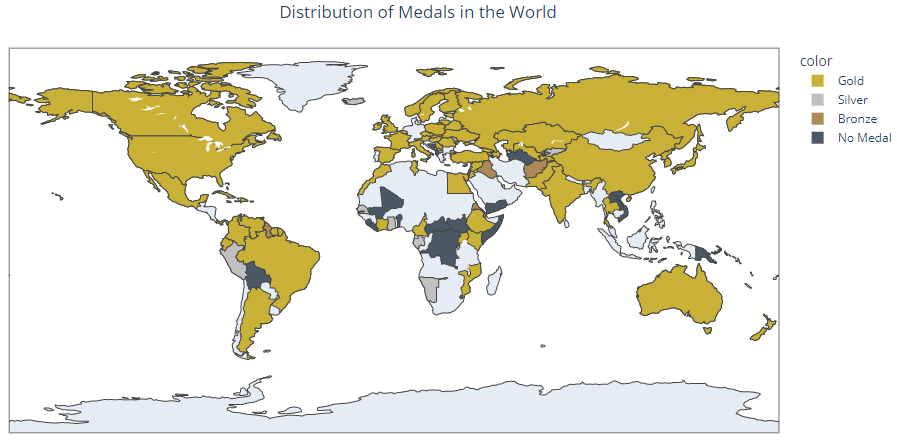 Distribution of Medals in the World
color
Gold
Silver
Bronze
No Medal